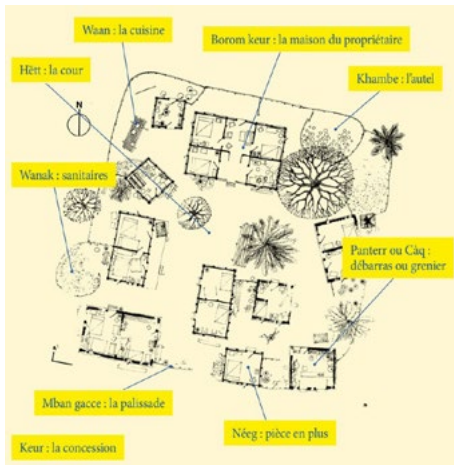 Waan : la cuisine
Borom keur : la maison du propriétaire
Hëtt : la cour
Khambe : l'autel
N
Wanak : sanitaires
Panterr ou Càq :
débarras ou grenier
Mban gacce : la palissade
Néeg : pièce en plus
Keur : la concession